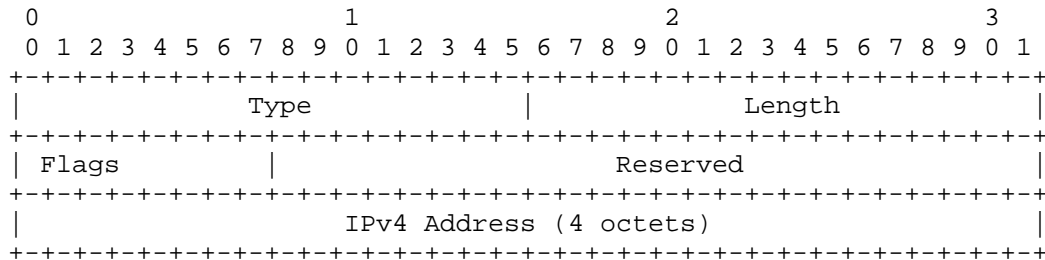 0                   1                   2                   3
0 1 2 3 4 5 6 7 8 9 0 1 2 3 4 5 6 7 8 9 0 1 2 3 4 5 6 7 8 9 0 1
+-+-+-+-+-+-+-+-+-+-+-+-+-+-+-+-+-+-+-+-+-+-+-+-+-+-+-+-+-+-+-+-+
| Type | Length |
+-+-+-+-+-+-+-+-+-+-+-+-+-+-+-+-+-+-+-+-+-+-+-+-+-+-+-+-+-+-+-+-+
| Flags | Reserved |
+-+-+-+-+-+-+-+-+-+-+-+-+-+-+-+-+-+-+-+-+-+-+-+-+-+-+-+-+-+-+-+-+
| IPv4 Address (4 octets) |
+-+-+-+-+-+-+-+-+-+-+-+-+-+-+-+-+-+-+-+-+-+-+-+-+-+-+-+-+-+-+-+-+